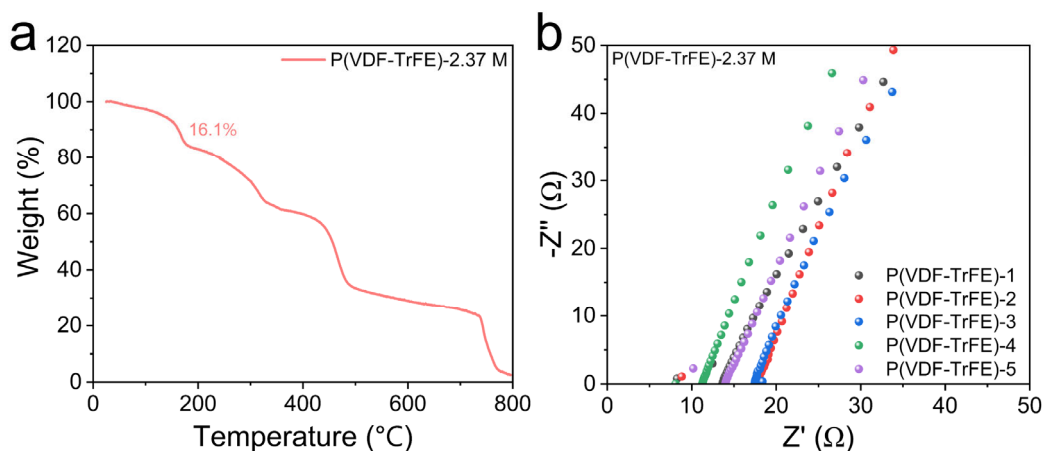 a
120
100
80
60
40
20
0
Weight (%)
P(VDF-TrFE)-2.37 M
16.1%
0
200
400
600
800
Temperature (°C)
b
50
40
30
20
10
0
-Z'' (Ω)
P(VDF-TrFE)-2.37 M
P(VDF-TrFE)-1
P(VDF-TrFE)-2
P(VDF-TrFE)-3
P(VDF-TrFE)-4
P(VDF-TrFE)-5
0
10
20
30
40
50
Z' (Ω)